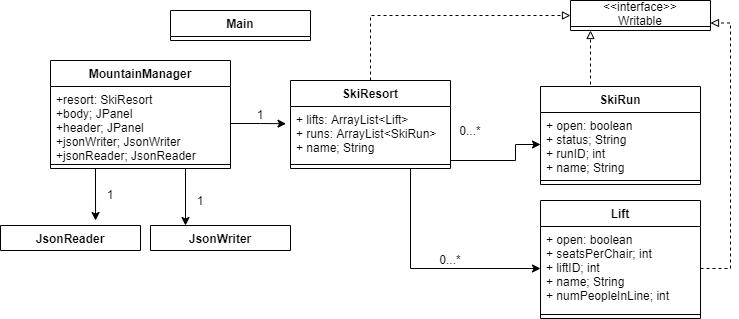 Main
<<interface>>
Writable
MountainManager
+resort: SkiResort
+body; JPanel
+header; JPanel
+jsonWriter; JsonWriter
+jsonReader; JsonReader
1
SkiResort
+ lifts: ArrayList<Lift>
+ runs: ArrayList<SkiRun>
+ name; String
0...*
SkiRun
+ open: boolean
+ status; String
+ runID; int
+ name; String
1
1
JsonReader
JsonWriter
0...*
Lift
+ open: boolean
+ seatsPerChair; int
+ liftID; int
+ name; String
+ numPeopleInLine; int